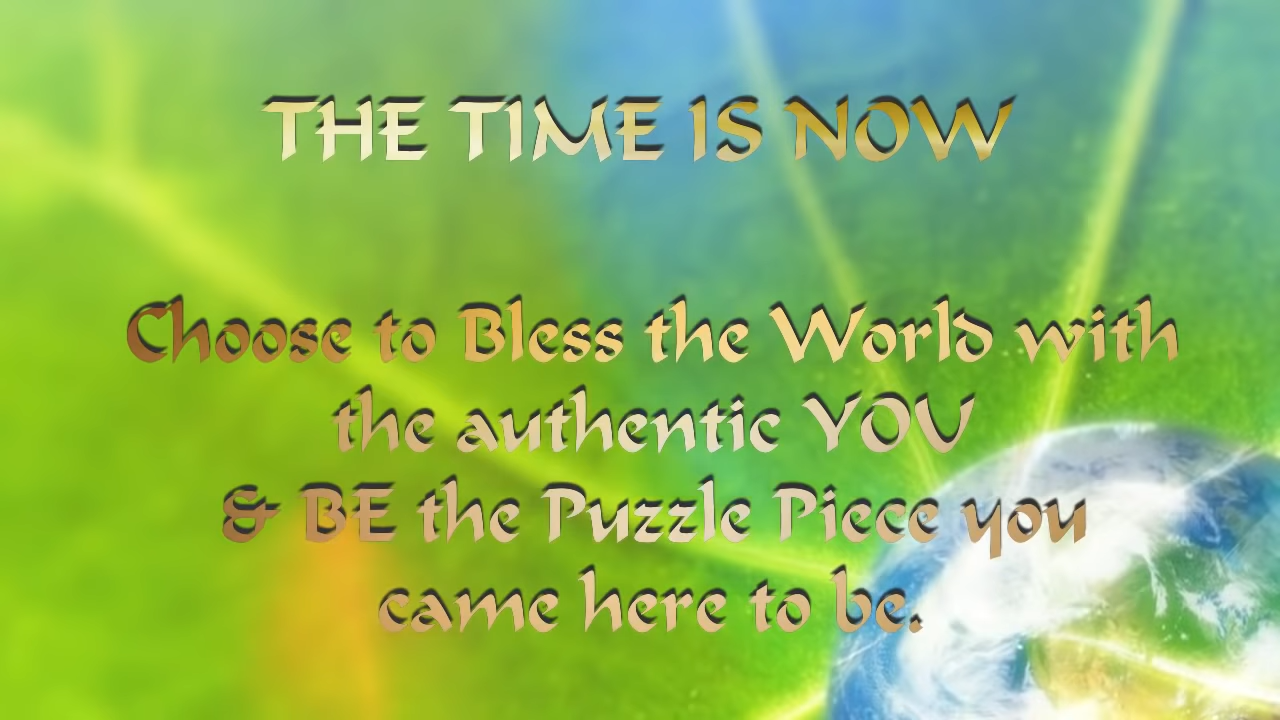 THE TIME IS NOW
Choose to Bless the World with
the authentic YOU
& BE the Puzzle Piece you
came here to be.